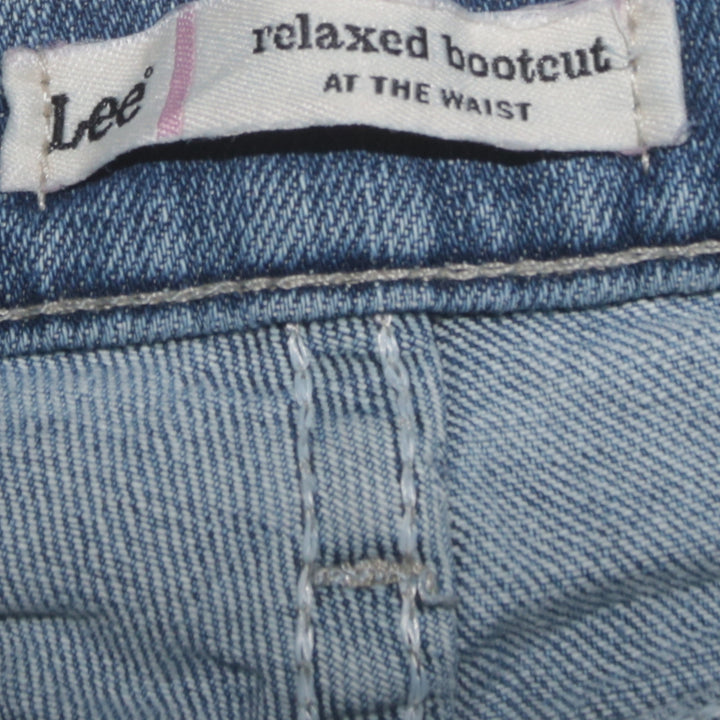 Lee
relaxed bootcut
AT THE WAIST